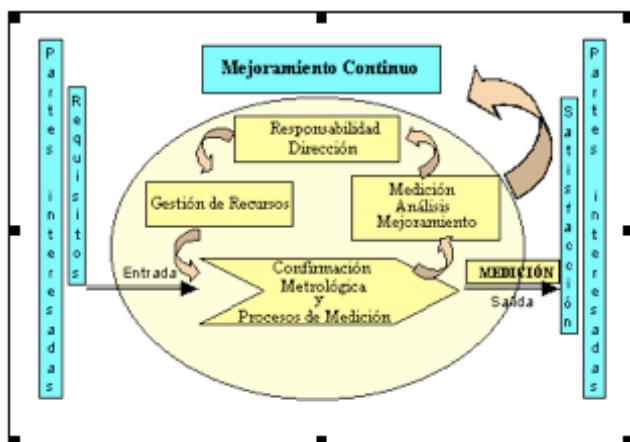 Partes interesadas
Requisitos
Mejoramiento Continuo
Responsabilidad
Dirección
Gestión de Recursos
Medición
Análisis
Mejoramiento
Entrada
Confirmación
Metrológica
y
Procesos de Medición
MEDICIÓN
Salida
Satisfacción
Partes interesadas